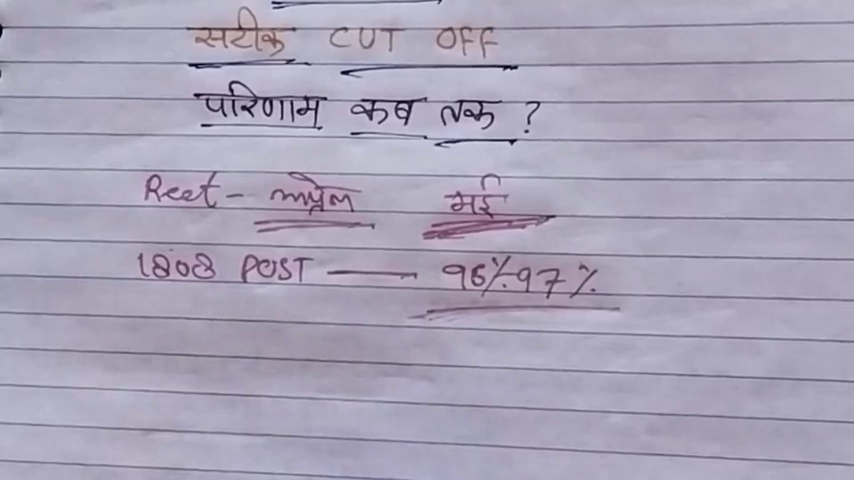 सटीक CUT OFF
परिणाम कब तक ?
Reet - अप्रैल मई
1808 POST — 96%97%